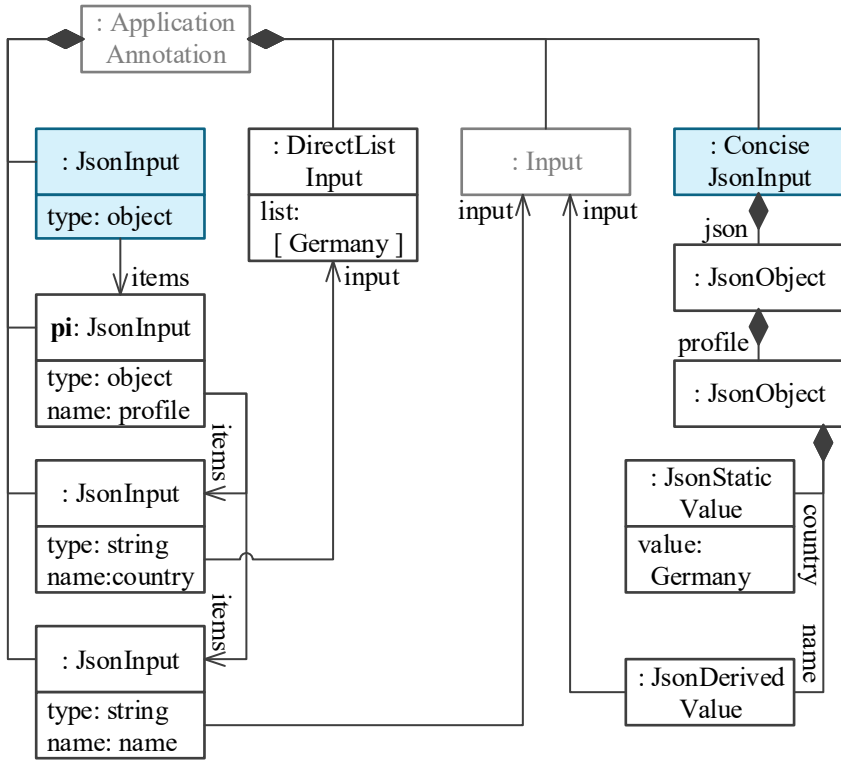 : Application
Annotation
: JsonInput
type: object
items
pi: JsonInput
type: object
name: profile
items
: JsonInput
type: string
name:country
items
: JsonInput
type: string
name: name
: DirectList
Input
list:
[ Germany ]
input
: Input
input
input
: Concise
JsonInput
json
: JsonObject
profile
: JsonObject
: JsonStatic
Value
value:
Germany
country
name
: JsonDerived
Value